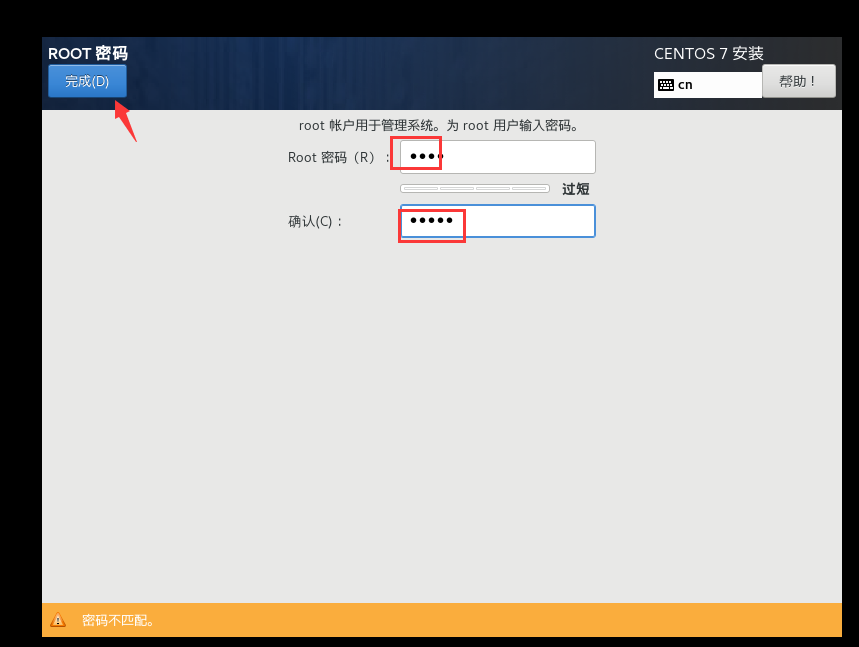 ROOT 密码
CENTOS 7 安装
完成(D)
cn
帮助！
root 帐户用于管理系统。为 root 用户输入密码。
Root 密码（R）：
●●●●
过短
确认(C)：
●●●●●
密码不匹配。